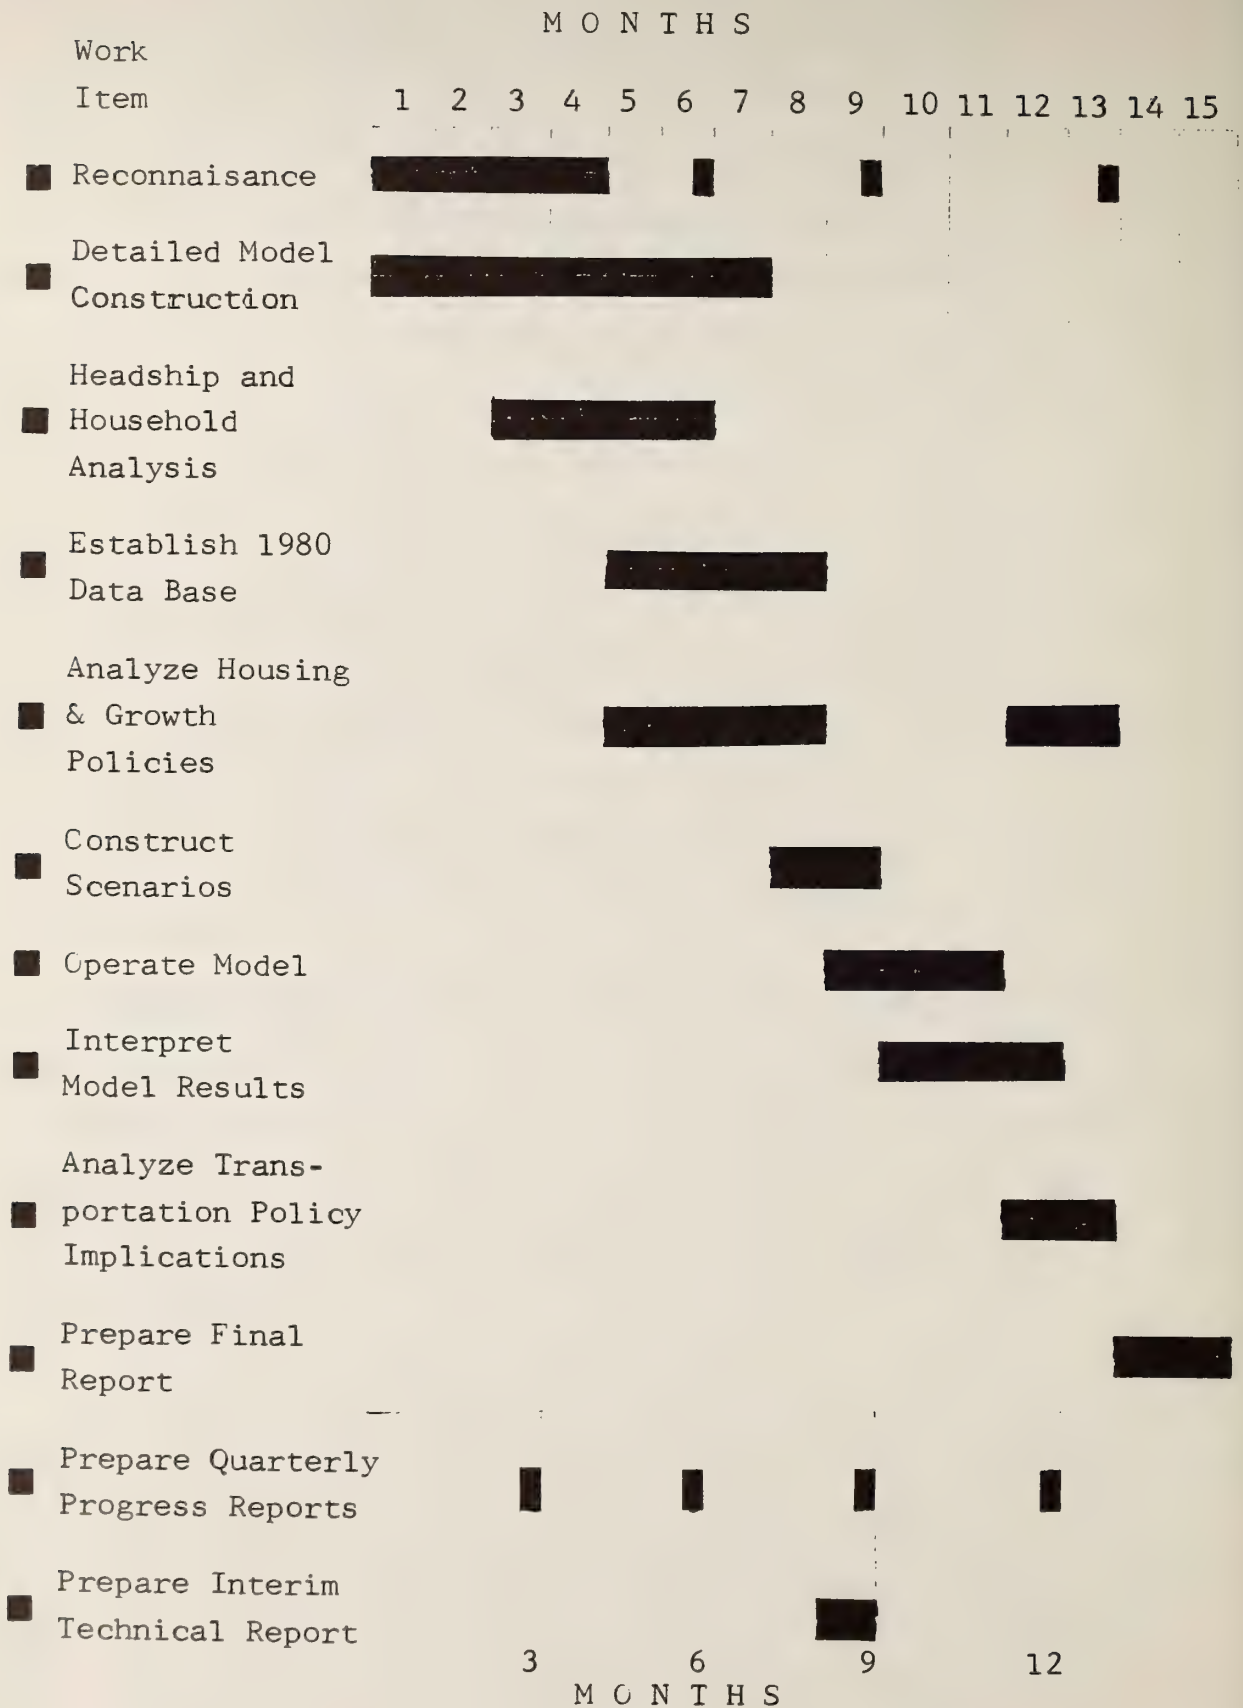 M O N T H S
Work
Item
1 2 3 4 5 6 7 8 9 10 11 12 13 14 15
Reconnaisance
Detailed Model
Construction
Headship and
Household
Analysis
Establish 1980
Data Base
Analyze Housing
& Growth
Policies
Construct
Scenarios
Operate Model
Interpret
Model Results
Analyze Trans-
portation Policy
Implications
Prepare Final
Report
Prepare Quarterly
Progress Reports
Prepare Interim
Technical Report
3 6 9 12
M O N T H S